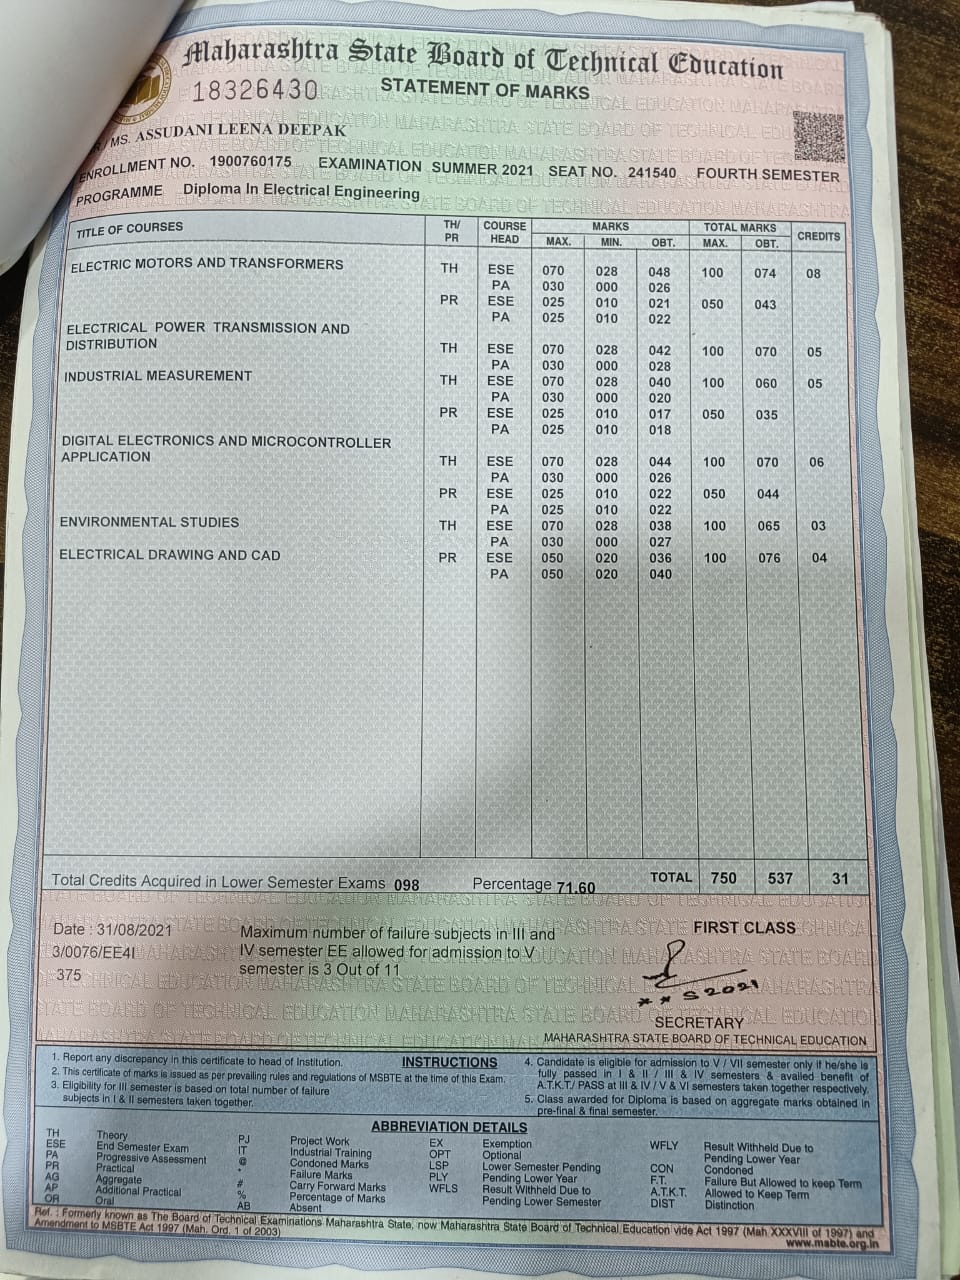 Maharashtra State Board of Technical Education
18326430 STATEMENT OF MARKS
MS. ASSUDANI LEENA DEEPAK
ENROLLMENT NO. 1900760175 EXAMINATION SUMMER 2021 SEAT NO. 241540 FOURTH SEMESTER
PROGRAMME Diploma In Electrical Engineering
TITLE OF COURSES TH/ PR COURSE HEAD MARKS MAX. MIN. OBT. TOTAL MARKS MAX. OBT. CREDITS
ELECTRIC MOTORS AND TRANSFORMERS TH ESE 070 028 048 100 074 08
PA 030 000 026
PR ESE 025 010 021 050 043
PA 025 010 022
ELECTRICAL POWER TRANSMISSION AND
DISTRIBUTION TH ESE 070 028 042 100 070 05
PA 030 000 028
INDUSTRIAL MEASUREMENT TH ESE 070 028 040 100 060 05
PA 030 000 020
PR ESE 025 010 017 050 035
PA 025 010 018
DIGITAL ELECTRONICS AND MICROCONTROLLER
APPLICATION TH ESE 070 028 044 100 070 06
PA 030 000 026
PR ESE 025 010 022 050 044
PA 025 010 022
ENVIRONMENTAL STUDIES TH ESE 070 028 038 100 065 03
PA 030 000 027
ELECTRICAL DRAWING AND CAD PR ESE 050 020 036 100 076 04
PA 050 020 040
Total Credits Acquired in Lower Semester Exams 098 Percentage 71.60 TOTAL 750 537 31
Date : 31/08/2021
3/0076/EE4I
375
Maximum number of failure subjects in III and
IV semester EE allowed for admission to V
semester is 3 Out of 11
FIRST CLASS
* * S 2021
SECRETARY
MAHARASHTRA STATE BOARD OF TECHNICAL EDUCATION
INSTRUCTIONS
1. Report any discrepancy in this certificate to head of Institution.
2. This certificate of marks is issued as per prevailing rules and regulations of MSBTE at the time of this Exam.
3. Eligibility for III semester is based on total number of failure
subjects in I & II semesters taken together.
4. Candidate is eligible for admission to V / VII semester only if he/she is
fully passed in I & II / III & IV semesters & availed benefit of
A.T.K.T./ PASS at III & IV / V & VI semesters taken together respectively.
5. Class awarded for Diploma is based on aggregate marks obtained in
pre-final & final semester.
ABBREVIATION DETAILS
TH Theory
ESE End Semester Exam
PA Progressive Assessment
PR Practical
AG Aggregate
AP Additional Practical
OR Oral
PJ Project Work
IT Industrial Training
@ Condoned Marks
* Failure Marks
# Carry Forward Marks
% Percentage of Marks
AB Absent
EX Exemption
OPT Optional
LSP Lower Semester Pending
PLY Pending Lower Year
WFLS Result Withheld Due to
Pending Lower Semester
WFLY Result Withheld Due to
Pending Lower Year
CON Condoned
F.T. Failure But Allowed to keep Term
A.T.K.T. Allowed to Keep Term
DIST Distinction
Ref. : Formerly known as The Board of Technical Examinations Maharashtra State, now Maharashtra State Board of Technical Education vide Act 1997 (Mah XXXVIII of 1997) and
Amendment to MSBTE Act 1997 (Mah. Ord. 1 of 2003)
www.msbte.org.in